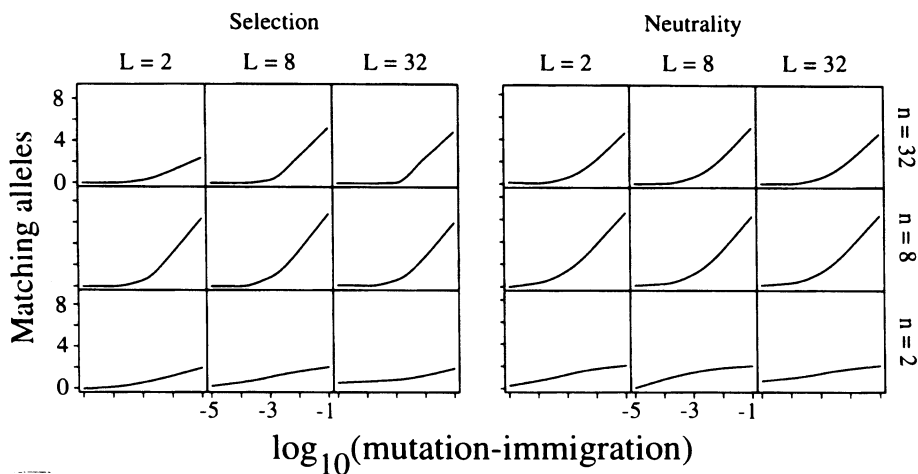 Selection
Neutrality
L = 2
L = 8
L = 32
L = 2
L = 8
L = 32
Matching alleles
8
4
0
8
4
0
n = 32
n = 8
n = 2
-5
-3
-1
-5
-3
-1
log10(mutation-immigration)